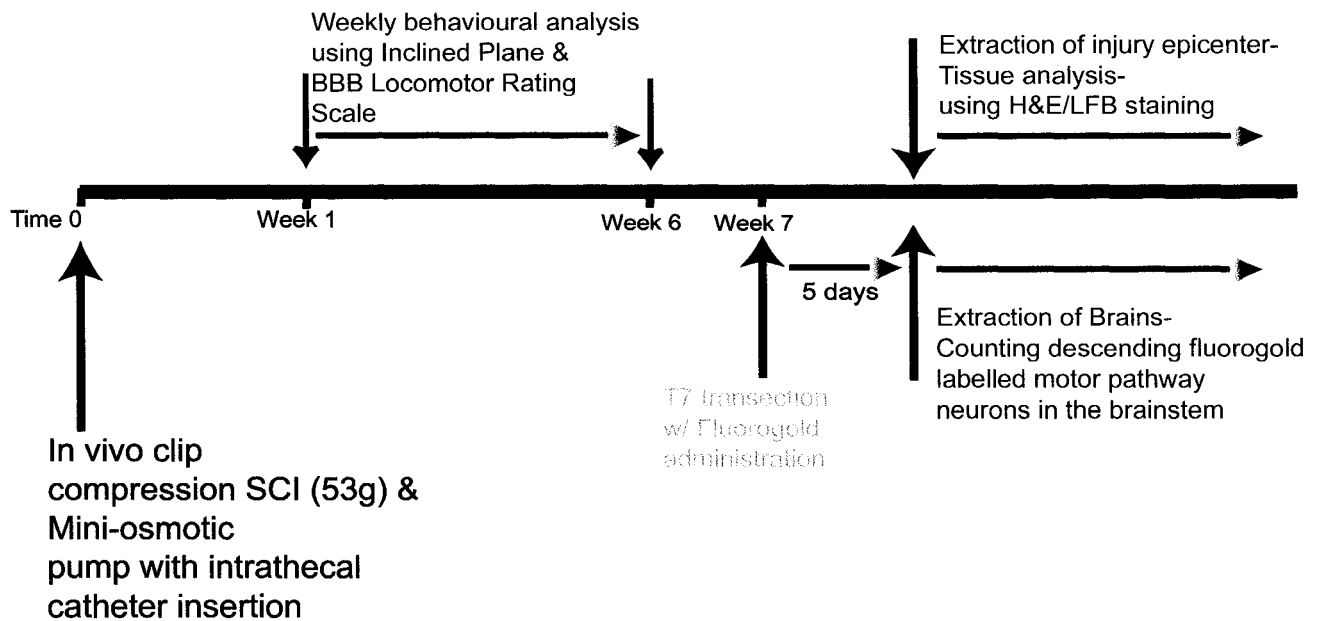 Weekly behavioural analysis
using Inclined Plane &
BBB Locomotor Rating
Scale
Extraction of injury epicenter-
Tissue analysis-
using H&E/LFB staining
Time 0
Week 1
Week 6
Week 7
5 days
T7 transection
w/ Fluorogold
administration
Extraction of Brains-
Counting descending fluorogold
labelled motor pathway
neurons in the brainstem
In vivo clip
compression SCI (53g) &
Mini-osmotic
pump with intrathecal
catheter insertion